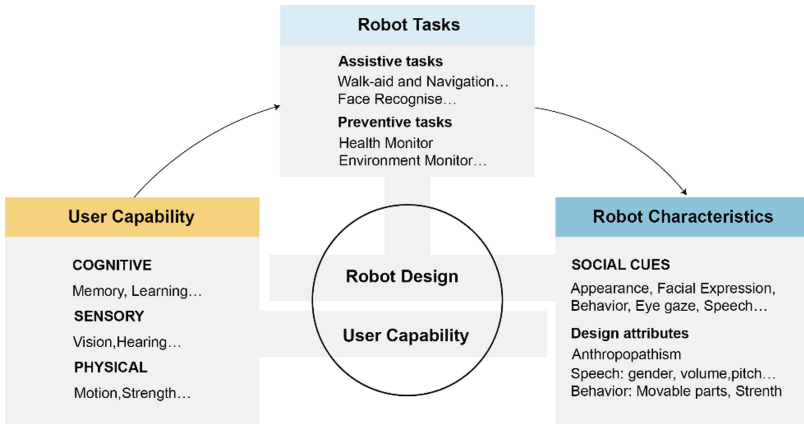 Robot Tasks
Assistive tasks
Walk-aid and Navigation…
Face Recognise…
Preventive tasks
Health Monitor
Environment Monitor…
User Capability
COGNITIVE
Memory, Learning…
SENSORY
Vision,Hearing…
PHYSICAL
Motion,Strength…
Robot Design
User Capability
Robot Characteristics
SOCIAL CUES
Appearance, Facial Expression,
Behavior, Eye gaze, Speech…
Design attributes
Anthropopathism
Speech: gender, volume,pitch…
Behavior: Movable parts, Strenth